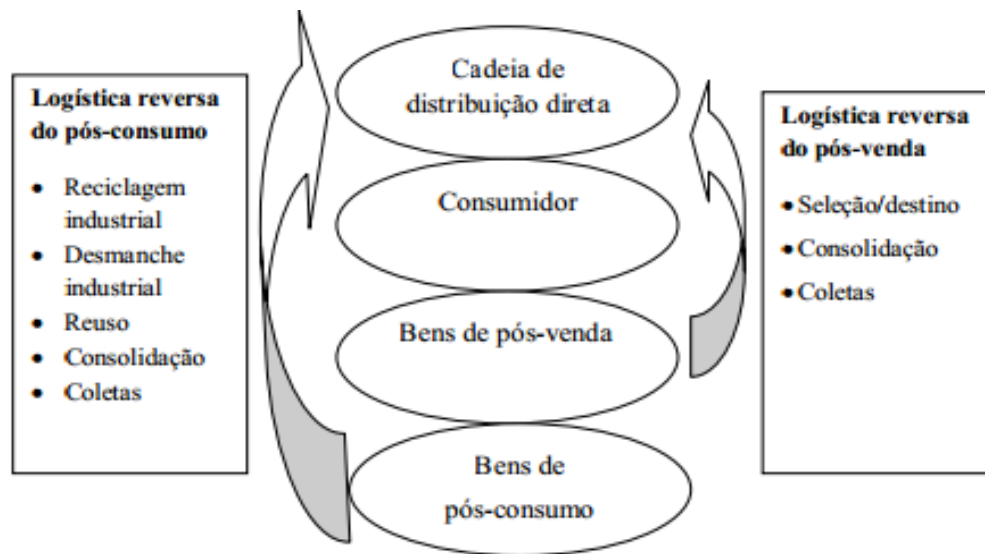 Logística reversa
do pós-consumo
• Reciclagem
industrial
• Desmanche
industrial
• Reuso
• Consolidação
• Coletas
Cadeia de
distribuição direta
Consumidor
Bens de pós-venda
Bens de
pós-consumo
Logística reversa
do pós-venda
• Seleção/destino
• Consolidação
• Coletas